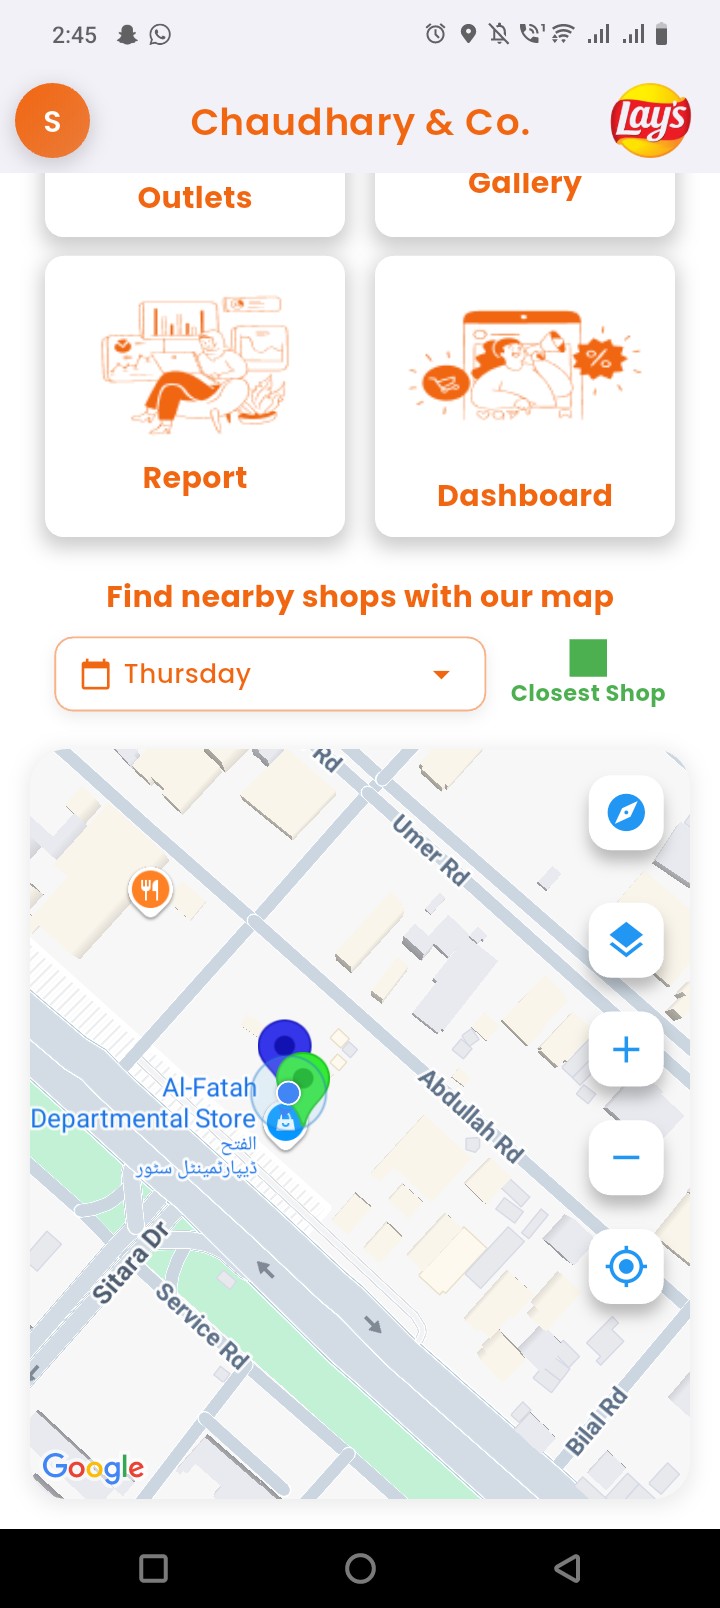 2:45
S
Chaudhary & Co.
Lay's
Outlets
Gallery
%
Report
Dashboard
Find nearby shops with our map
Thursday
Closest Shop
Rd
Umer Rd
Al-Fatah
Departmental Store
الفتح
ڈیپارٹمینٹل سٹور
Abdullah Rd
Sitara Dr
Service Rd
Bilal Rd
Google